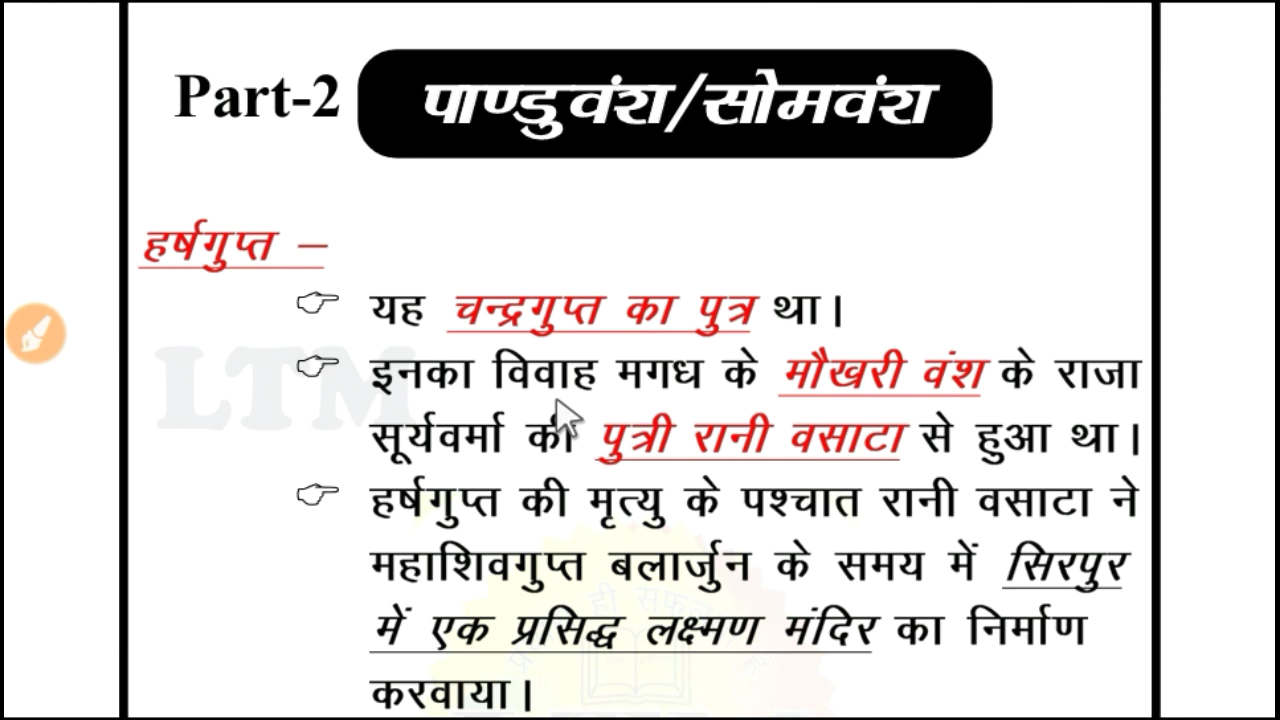 Part-2 पाण्डुवंश/सोमवंश
हर्षगुप्त –
यह चन्द्रगुप्त का पुत्र था।
इनका विवाह मगध के मौखरी वंश के राजा
सूर्यवर्मा की पुत्री रानी वसाटा से हुआ था।
हर्षगुप्त की मृत्यु के पश्चात रानी वसाटा ने
महाशिवगुप्त बलार्जुन के समय में सिरपुर
में एक प्रसिद्ध लक्ष्मण मंदिर का निर्माण
करवाया।
LTM